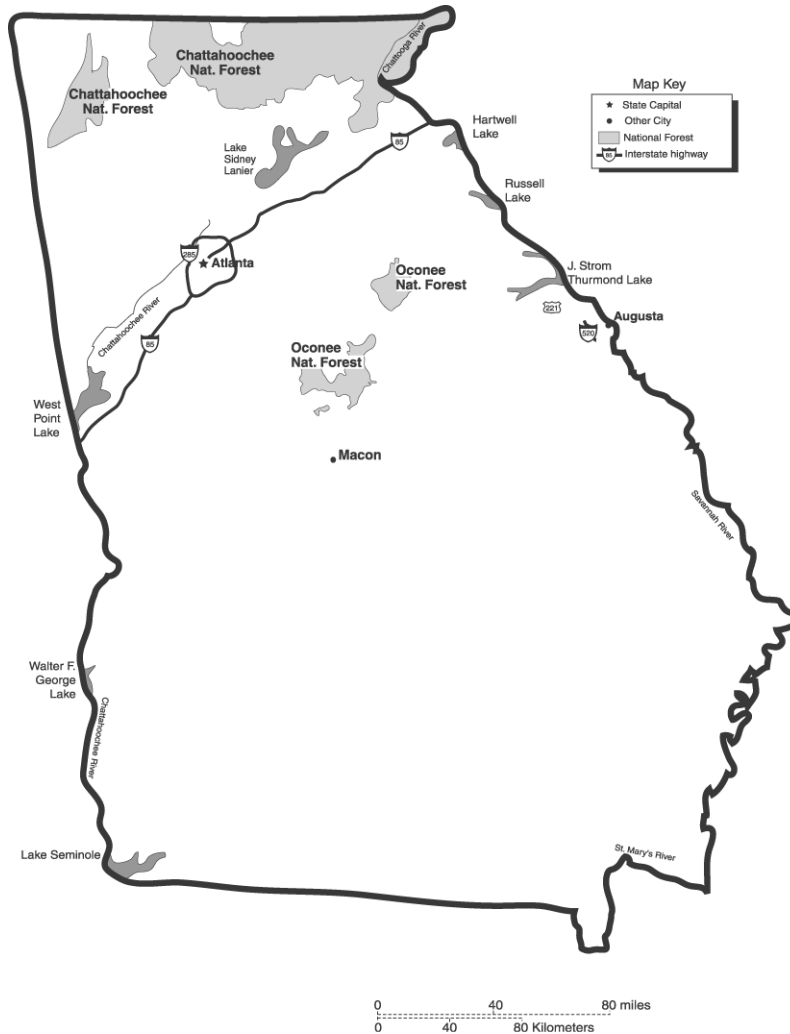 Chattooga River
Chattahoochee
Nat. Forest
Chattahoochee
Nat. Forest
Map Key
State Capital
Other City
National Forest
85
Interstate highway
Hartwell
Lake
Lake
Sidney
Lanier
85
Russell
Lake
285
Atlanta
Oconee
Nat. Forest
J. Strom
Thurmond Lake
221
Augusta
520
Chattahoochee River
85
Oconee
Nat. Forest
West
Point
Lake
Macon
Savannah River
Walter F.
George
Lake
Chattahoochee River
Lake Seminole
St. Mary's River
0 40 80 miles
0 40 80 Kilometers